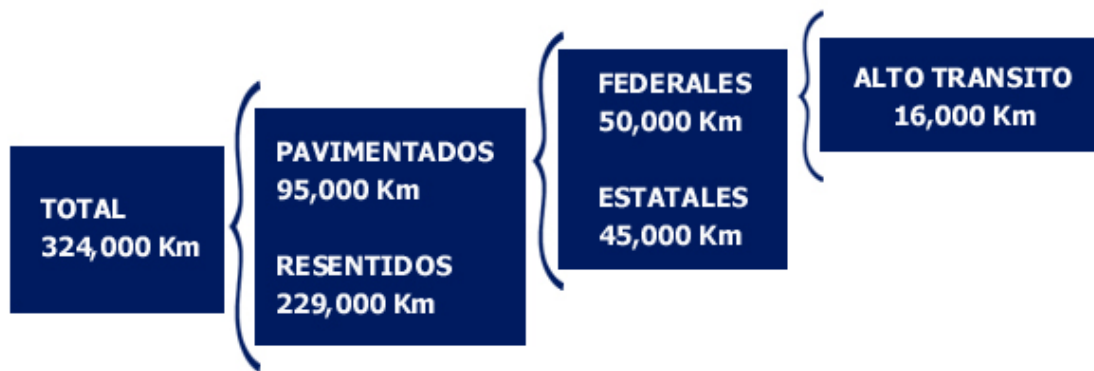 TOTAL
324,000 Km
PAVIMENTADOS
95,000 Km
RESENTIDOS
229,000 Km
FEDERALES
50,000 Km
ESTATALES
45,000 Km
ALTO TRANSITO
16,000 Km